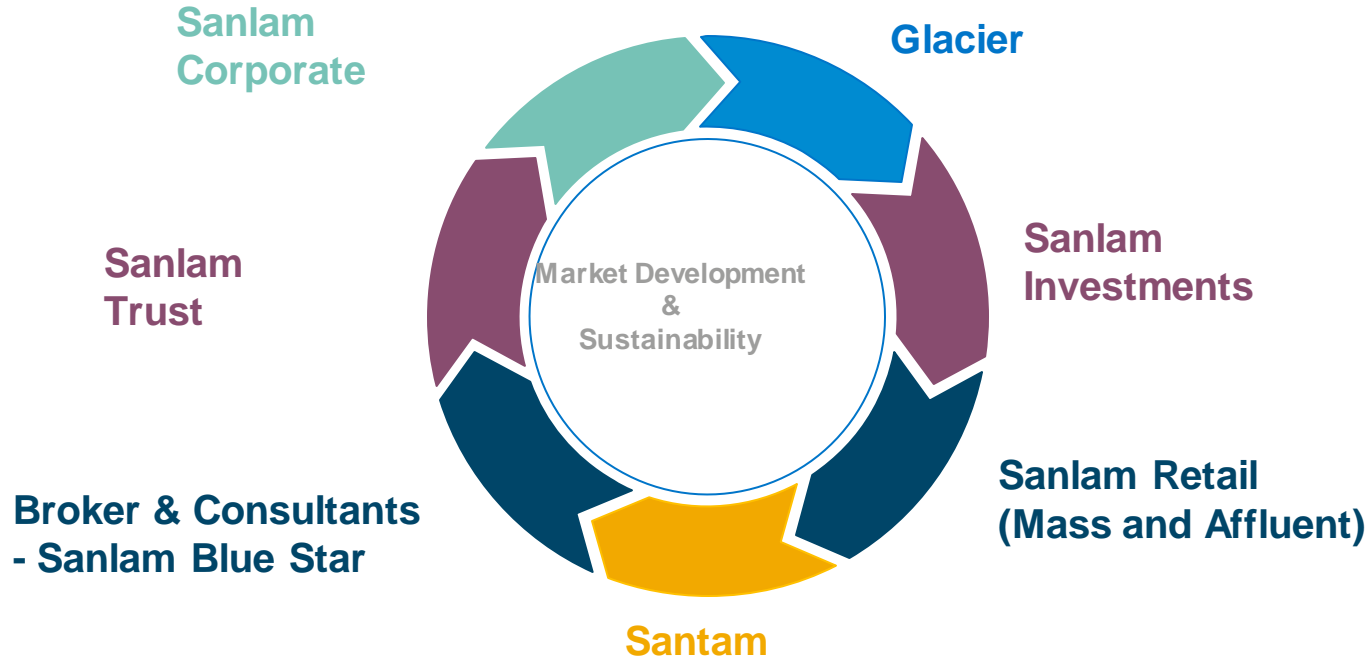 Sanlam
Corporate
Glacier
Sanlam
Trust
Market Development
&
Sustainability
Sanlam
Investments
Broker & Consultants
- Sanlam Blue Star
Sanlam Retail
(Mass and Affluent)
Santam